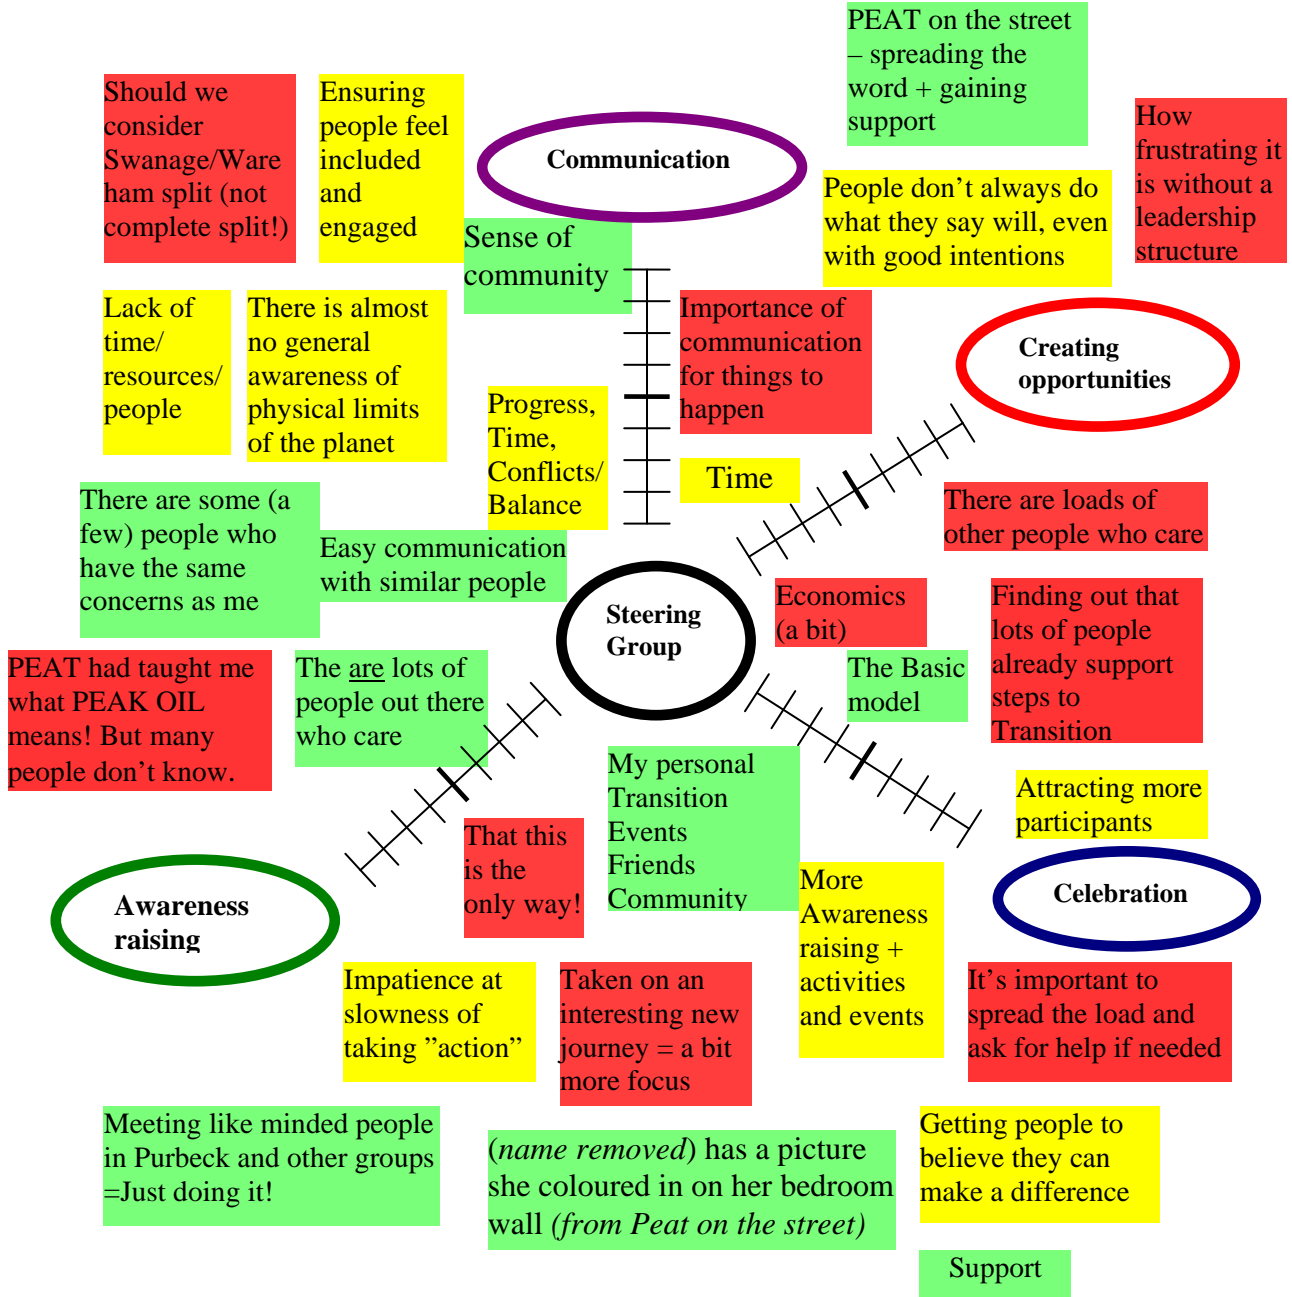 PEAT on the street
– spreading the
word + gaining
support
Should we
consider
Swanage/Ware
ham split (not
complete split!)
Ensuring
people feel
included
and
engaged
Communication
How
frustrating it
is without a
leadership
structure
People don’t always do
what they say will, even
with good intentions
Sense of
community
Lack of
time/
resources/
people
There is almost
no general
awareness of
physical limits
of the planet
Importance of
communication
for things to
happen
Creating
opportunities
Progress,
Time,
Conflicts/
Balance
Time
There are some (a
few) people who
have the same
concerns as me
Easy communication
with similar people
There are loads of
other people who care
Steering
Group
Economics
(a bit)
Finding out that
lots of people
already support
steps to
Transition
PEAT had taught me
what PEAK OIL
means! But many
people don’t know.
The are lots of
people out there
who care
The Basic
model
My personal
Transition
Events
Friends
Community
Attracting more
participants
That this
is the
only way!
More
Awareness
raising +
activities
and events
Celebration
Awareness
raising
Impatience at
slowness of
taking ”action”
Taken on an
interesting new
journey = a bit
more focus
It’s important to
spread the load and
ask for help if needed
Meeting like minded people
in Purbeck and other groups
=Just doing it!
(name removed) has a picture
she coloured in on her bedroom
wall (from Peat on the street)
Getting people to
believe they can
make a difference
Support